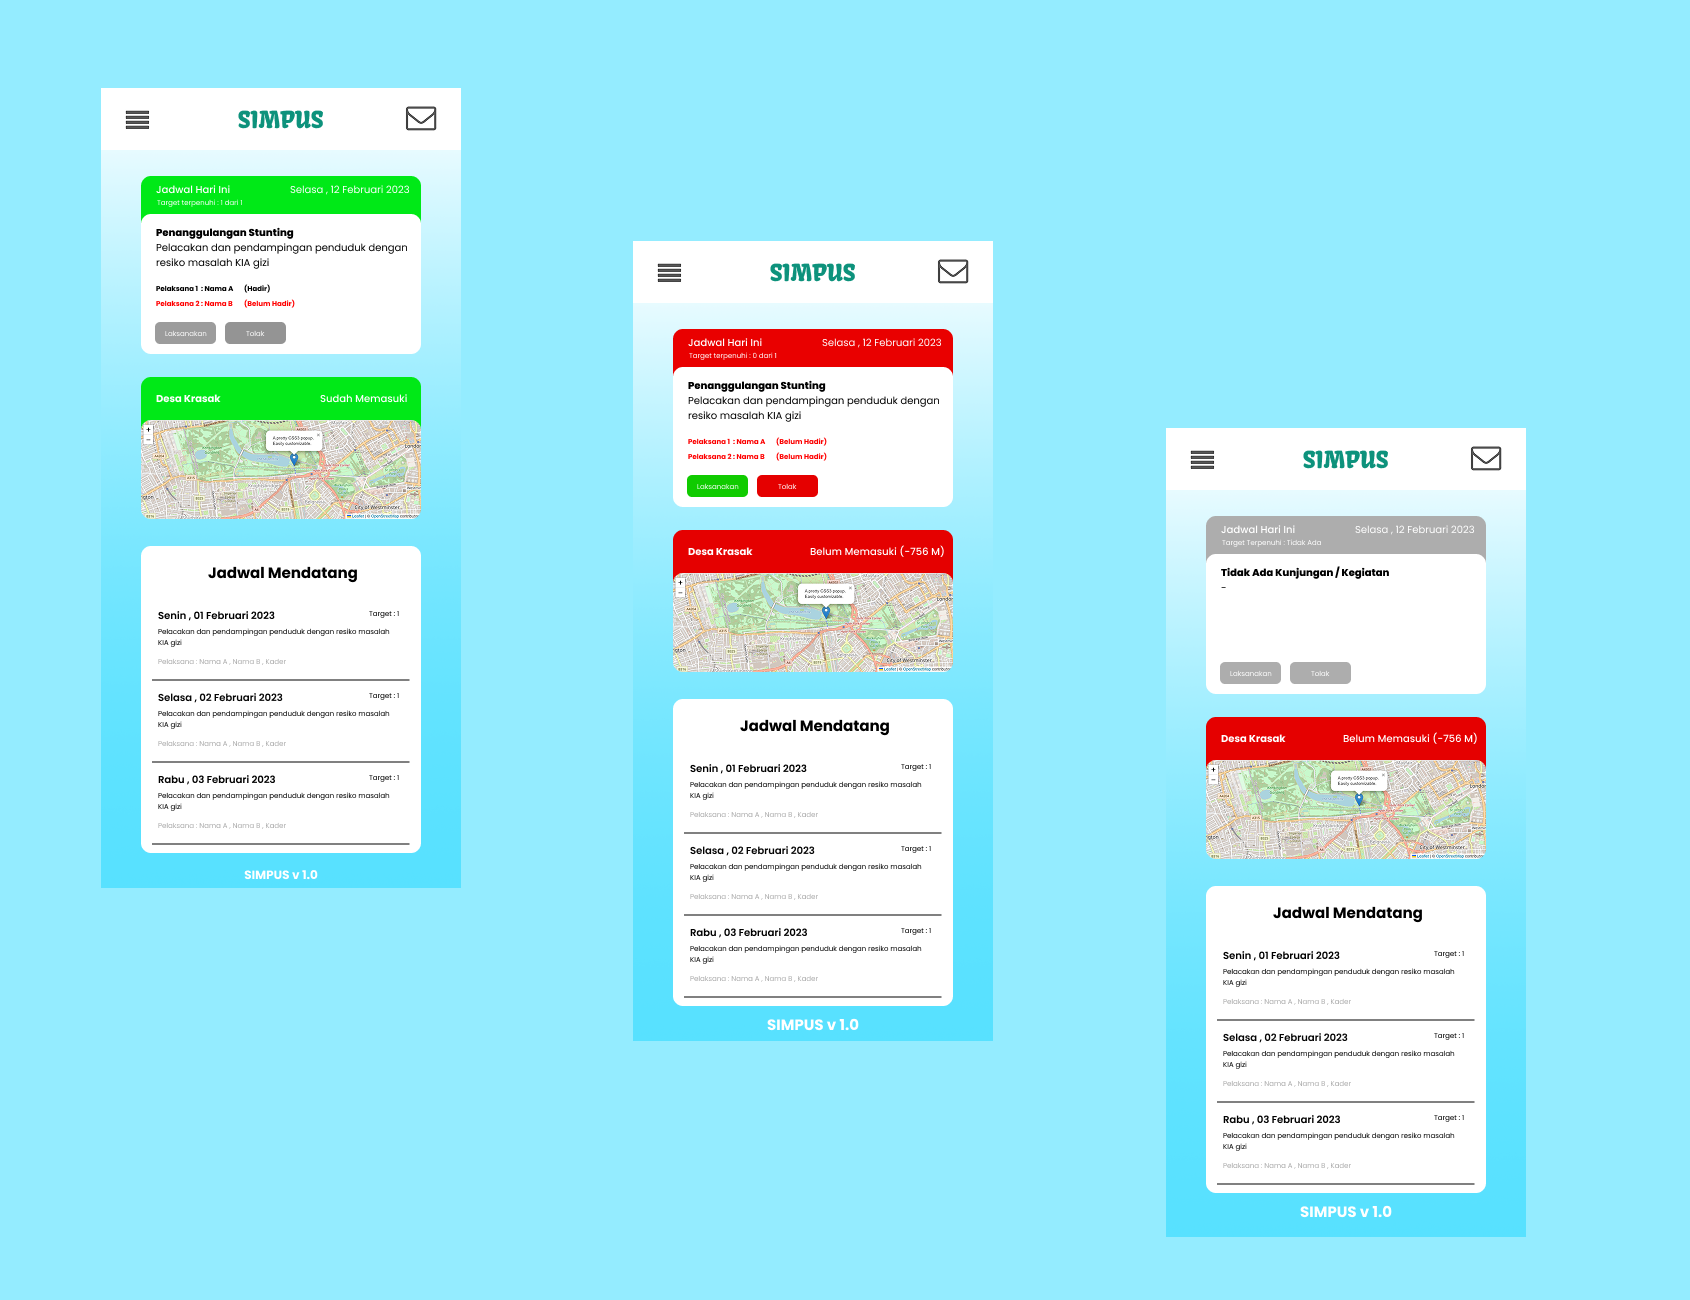 SIMPUS
Jadwal Hari Ini
Selasa , 12 Februari 2023
Target terpenuhi : 1 dari 1
Penanggulangan Stunting
Pelacakan dan pendampingan penduduk dengan
resiko masalah KIA gizi
Pelaksana 1 : Nama A (Hadir)
Pelaksana 2 : Nama B (Belum Hadir)
Laksanakan
Tolak
Desa Krasak
Sudah Memasuki
+
−
A pretty CSS3 popup.
Easily customizable.
City of Westminster
Leaflet | © OpenStreetMap contributors
Jadwal Mendatang
Senin , 01 Februari 2023
Target : 1
Pelacakan dan pendampingan penduduk dengan resiko masalah
KIA gizi
Pelaksana : Nama A , Nama B , Kader
Selasa , 02 Februari 2023
Target : 1
Pelacakan dan pendampingan penduduk dengan resiko masalah
KIA gizi
Pelaksana : Nama A , Nama B , Kader
Rabu , 03 Februari 2023
Target : 1
Pelacakan dan pendampingan penduduk dengan resiko masalah
KIA gizi
Pelaksana : Nama A , Nama B , Kader
SIMPUS v 1.0
SIMPUS
Jadwal Hari Ini
Selasa , 12 Februari 2023
Target terpenuhi : 0 dari 1
Penanggulangan Stunting
Pelacakan dan pendampingan penduduk dengan
resiko masalah KIA gizi
Pelaksana 1 : Nama A (Belum Hadir)
Pelaksana 2 : Nama B (Belum Hadir)
Laksanakan
Tolak
Desa Krasak
Belum Memasuki (-756 M)
+
−
A pretty CSS3 popup.
Easily customizable.
City of Westminster
Leaflet | © OpenStreetMap contributors
Jadwal Mendatang
Senin , 01 Februari 2023
Target : 1
Pelacakan dan pendampingan penduduk dengan resiko masalah
KIA gizi
Pelaksana : Nama A , Nama B , Kader
Selasa , 02 Februari 2023
Target : 1
Pelacakan dan pendampingan penduduk dengan resiko masalah
KIA gizi
Pelaksana : Nama A , Nama B , Kader
Rabu , 03 Februari 2023
Target : 1
Pelacakan dan pendampingan penduduk dengan resiko masalah
KIA gizi
Pelaksana : Nama A , Nama B , Kader
SIMPUS v 1.0
SIMPUS
Jadwal Hari Ini
Selasa , 12 Februari 2023
Target Terpenuhi : Tidak Ada
Tidak Ada Kunjungan / Kegiatan
-
Laksanakan
Tolak
Desa Krasak
Belum Memasuki (-756 M)
+
−
A pretty CSS3 popup.
Easily customizable.
City of Westminster
Leaflet | © OpenStreetMap contributors
Jadwal Mendatang
Senin , 01 Februari 2023
Target : 1
Pelacakan dan pendampingan penduduk dengan resiko masalah
KIA gizi
Pelaksana : Nama A , Nama B , Kader
Selasa , 02 Februari 2023
Target : 1
Pelacakan dan pendampingan penduduk dengan resiko masalah
KIA gizi
Pelaksana : Nama A , Nama B , Kader
Rabu , 03 Februari 2023
Target : 1
Pelacakan dan pendampingan penduduk dengan resiko masalah
KIA gizi
Pelaksana : Nama A , Nama B , Kader
SIMPUS v 1.0